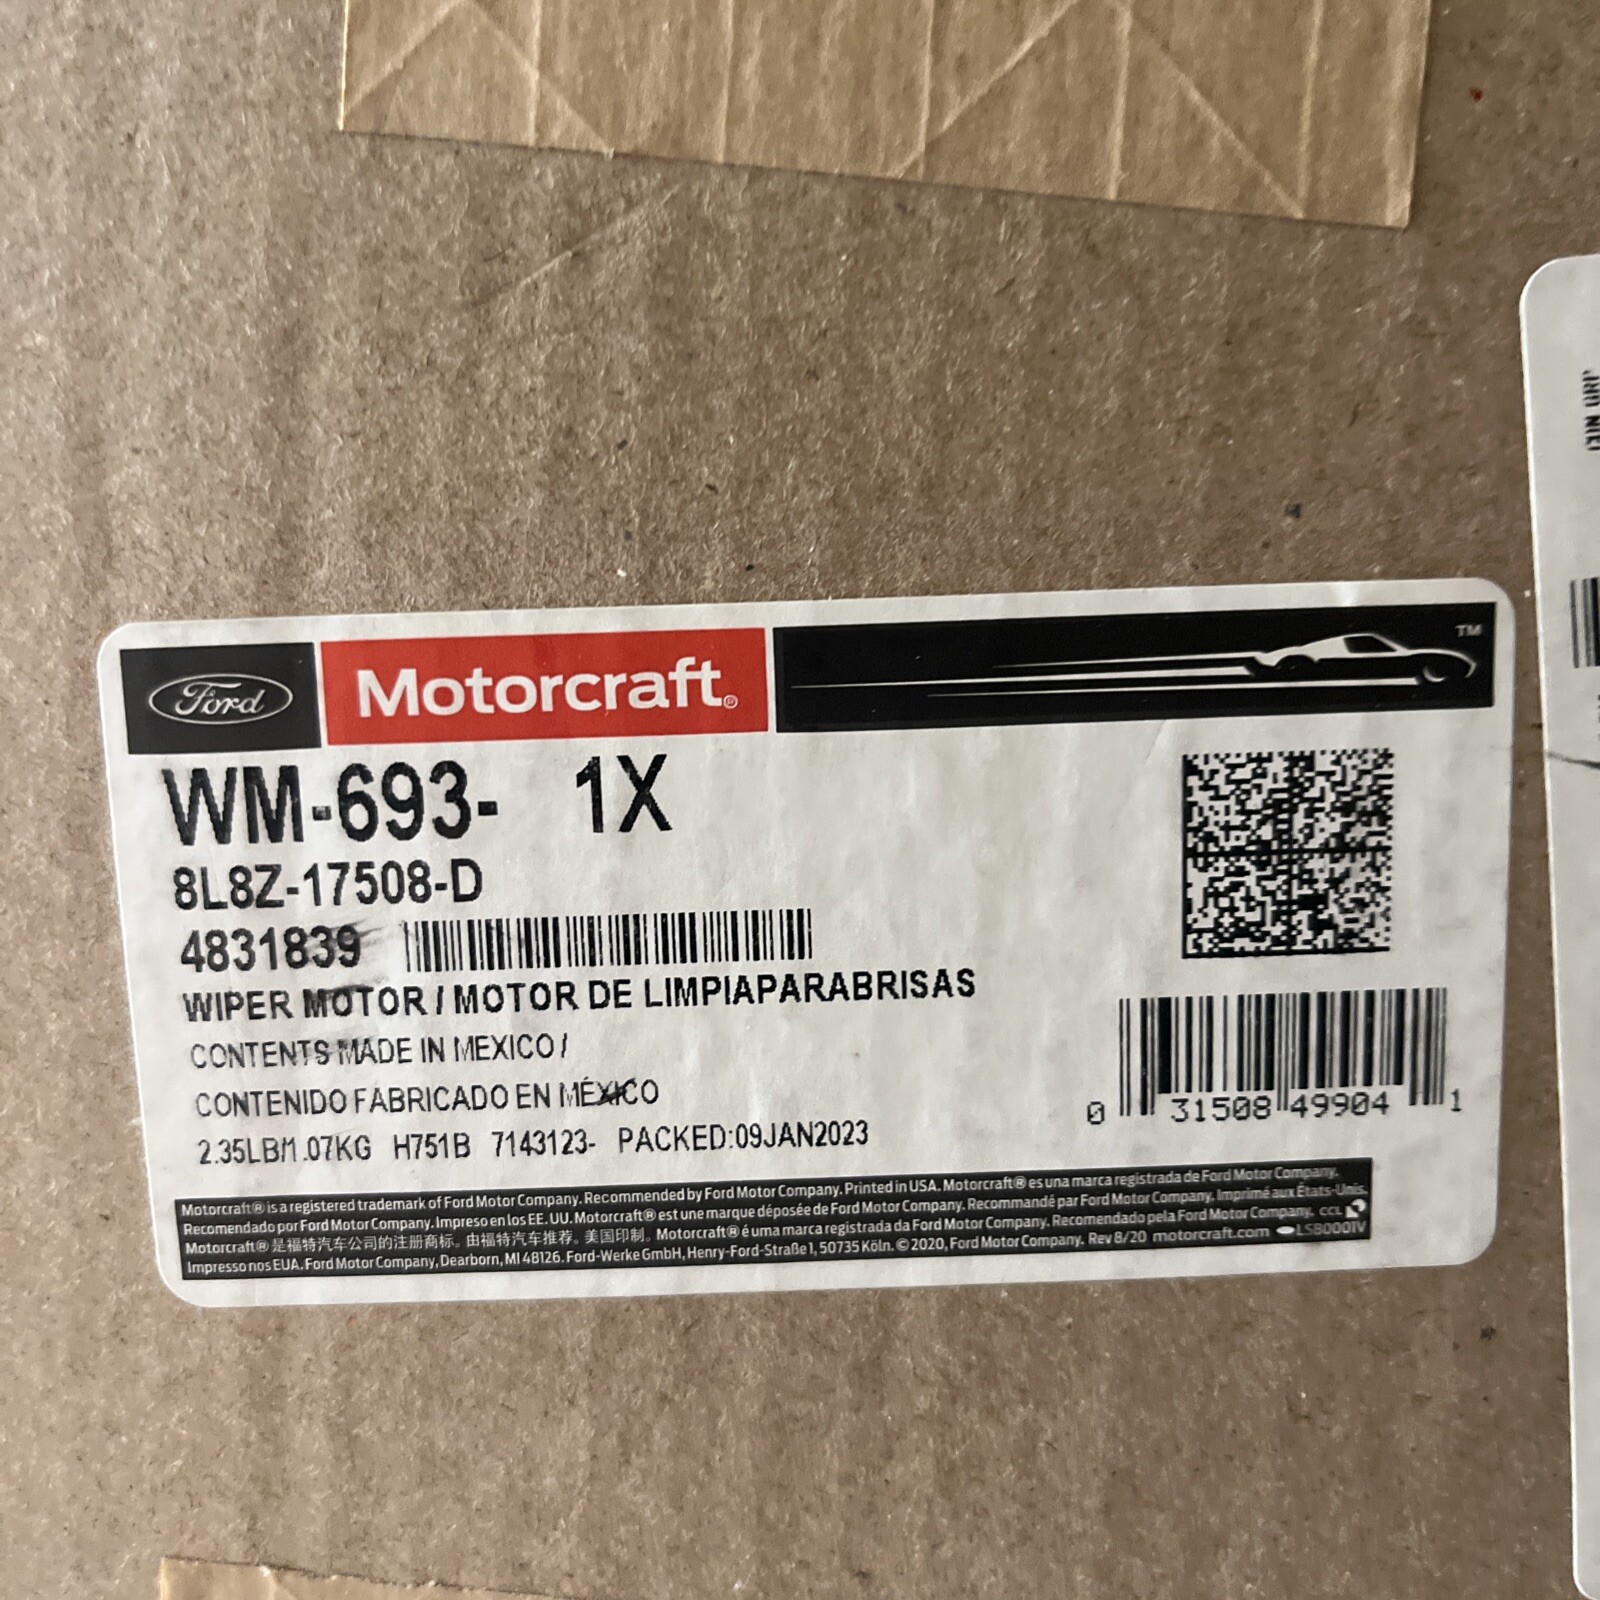 Ford Motorcraft® TM
WM-693- 1X
8L8Z-17508-D
4831839
WIPER MOTOR / MOTOR DE LIMPIAPARABRISAS
CONTENTS MADE IN MEXICO /
CONTENIDO FABRICADO EN MÉXICO
2.35LB/1.07KG H751B 7143123- PACKED:09JAN2023
0 31508 49904 1
Motorcraft® is a registered trademark of Ford Motor Company. Recommended by Ford Motor Company. Printed in USA. Motorcraft® es una marca registrada de Ford Motor Company.
Recomendado por Ford Motor Company. Impreso en los EE. UU. Motorcraft® est une marque déposée de Ford Motor Company. Recommandé par Ford Motor Company. Imprimé aux États-Unis.
Motorcraft® 是福特汽车公司的注册商标。由福特汽车推荐。美国印制。Motorcraft® é uma marca registrada da Ford Motor Company. Recomendado pela Ford Motor Company. CCL
Impresso nos EUA. Ford Motor Company, Dearborn, MI 48126. Ford-Werke GmbH, Henry-Ford-Straße 1, 50735 Köln. © 2020, Ford Motor Company. Rev 8/20 motorcraft.com LSB0001V